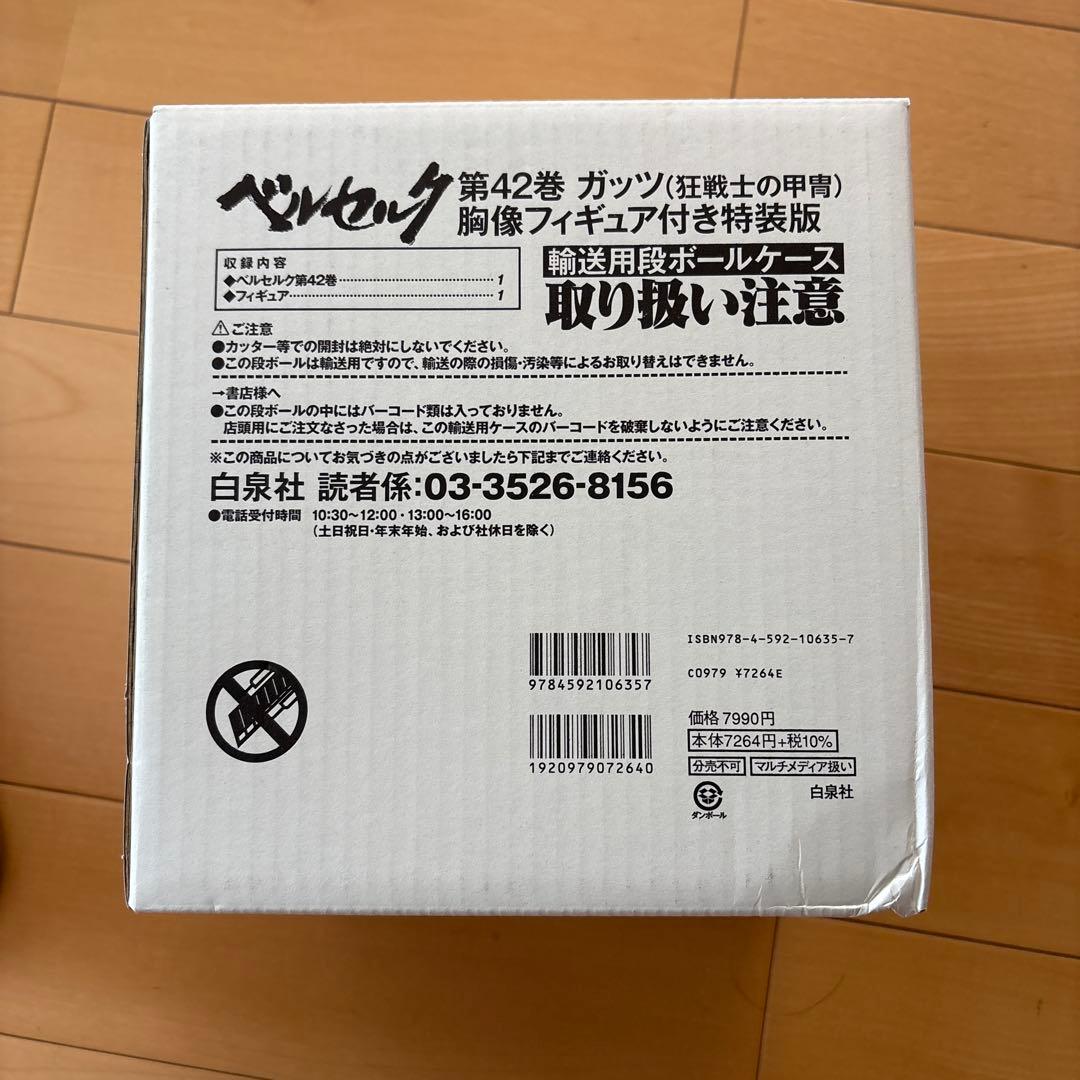 ベルセルク 第42巻 ガッツ(狂戦士の甲冑)
胸像フィギュア付き特装版
輸送用段ボールケース
取り扱い注意
収録内容
◆ベルセルク第42巻……………………………1
◆フィギュア……………………………………1
⚠ご注意
●カッター等での開封は絶対にしないでください。
●この段ボールは輸送用ですので、輸送の際の損傷・汚染等によるお取り替えはできません。
→書店様へ
●この段ボールの中にはバーコード類は入っておりません。
店頭用にご注文なさった場合は、この輸送用ケースのバーコードを破棄しないようにご注意ください。
※この商品についてお気づきの点がございましたら下記までご連絡ください。
白泉社 読者係:03-3526-8156
●電話受付時間 10:30〜12:00・13:00〜16:00
(土日祝日・年末年始、および社休日を除く)
9784592106357
1920979072640
ISBN978-4-592-10635-7
C0979 ¥7264E
価格 7990円
本体7264円+税10%
分売不可 マルチメディア扱い
ダンボール
白泉社